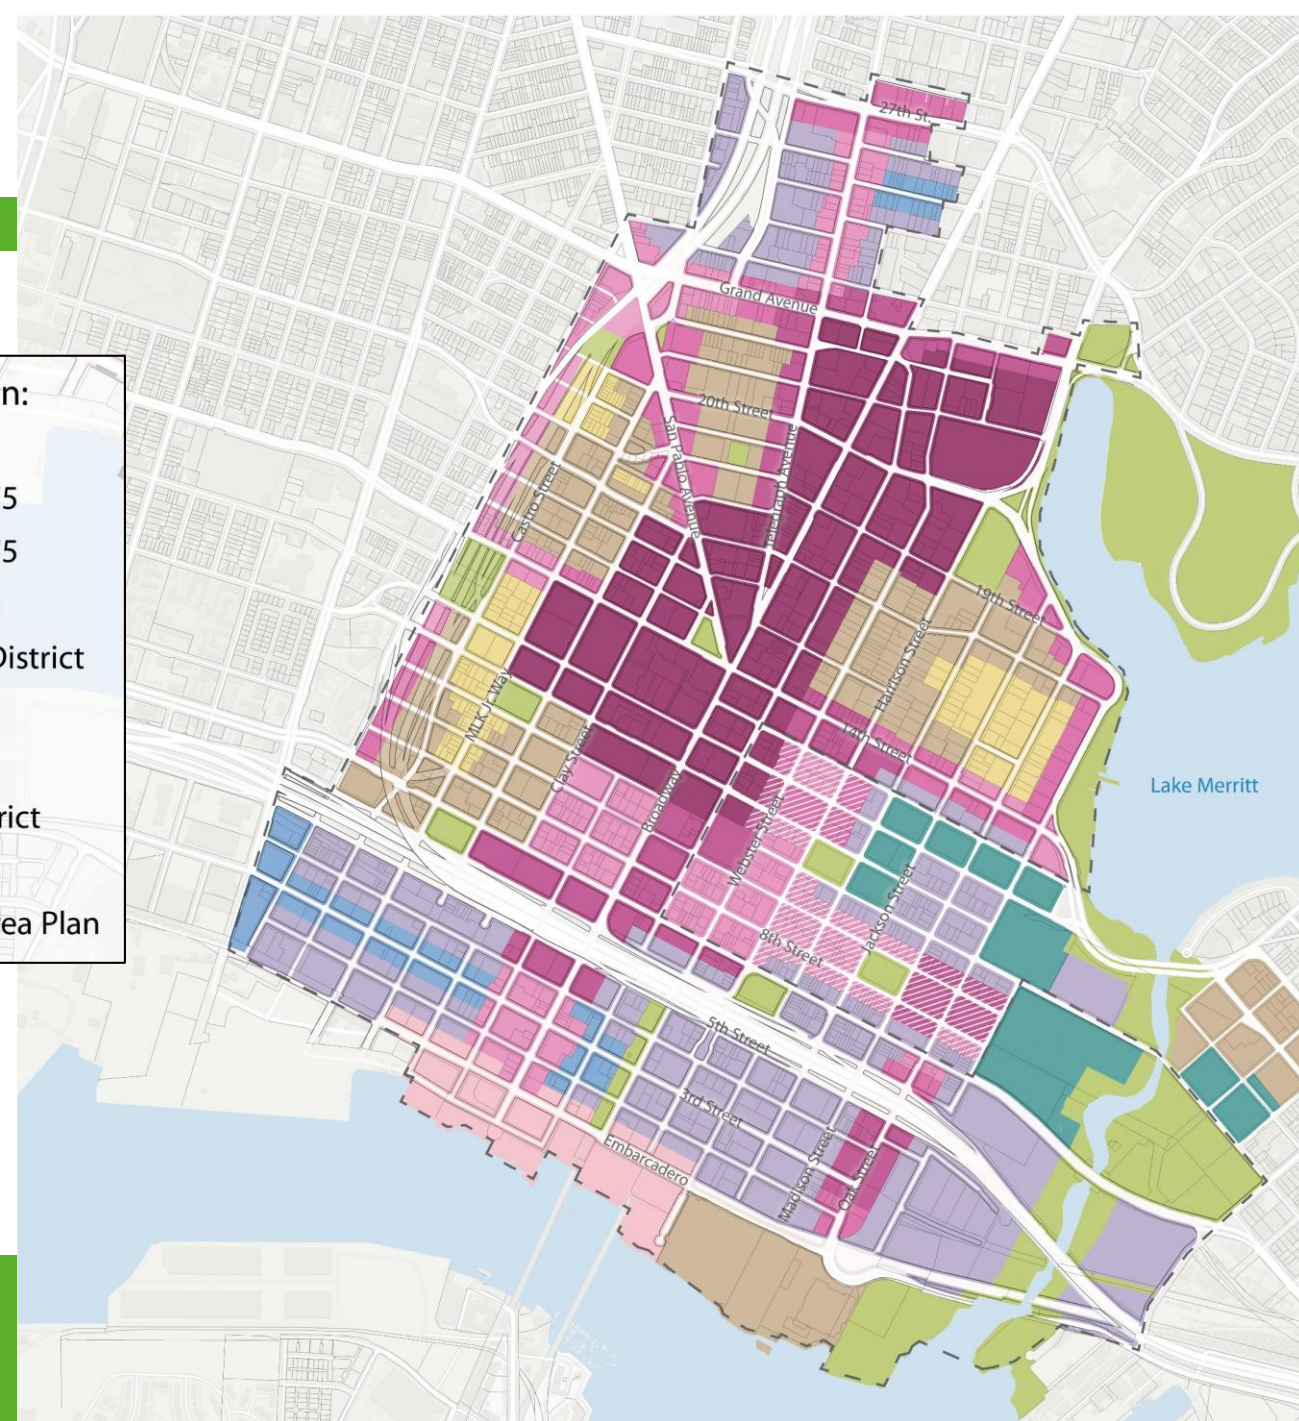 n:
5
5
District
rict
ea Plan
27th St.
Grand Avenue
20th Street
San Pablo Avenue
Telegraph Avenue
Castro Street
19th Street
Harrison Street
MLK Jr Way
14th Street
Clay Street
Broadway
Webster Street
Lake Merritt
Jackson Street
8th Street
5th Street
3rd Street
Madison Street
Oak Street
Embarcadero